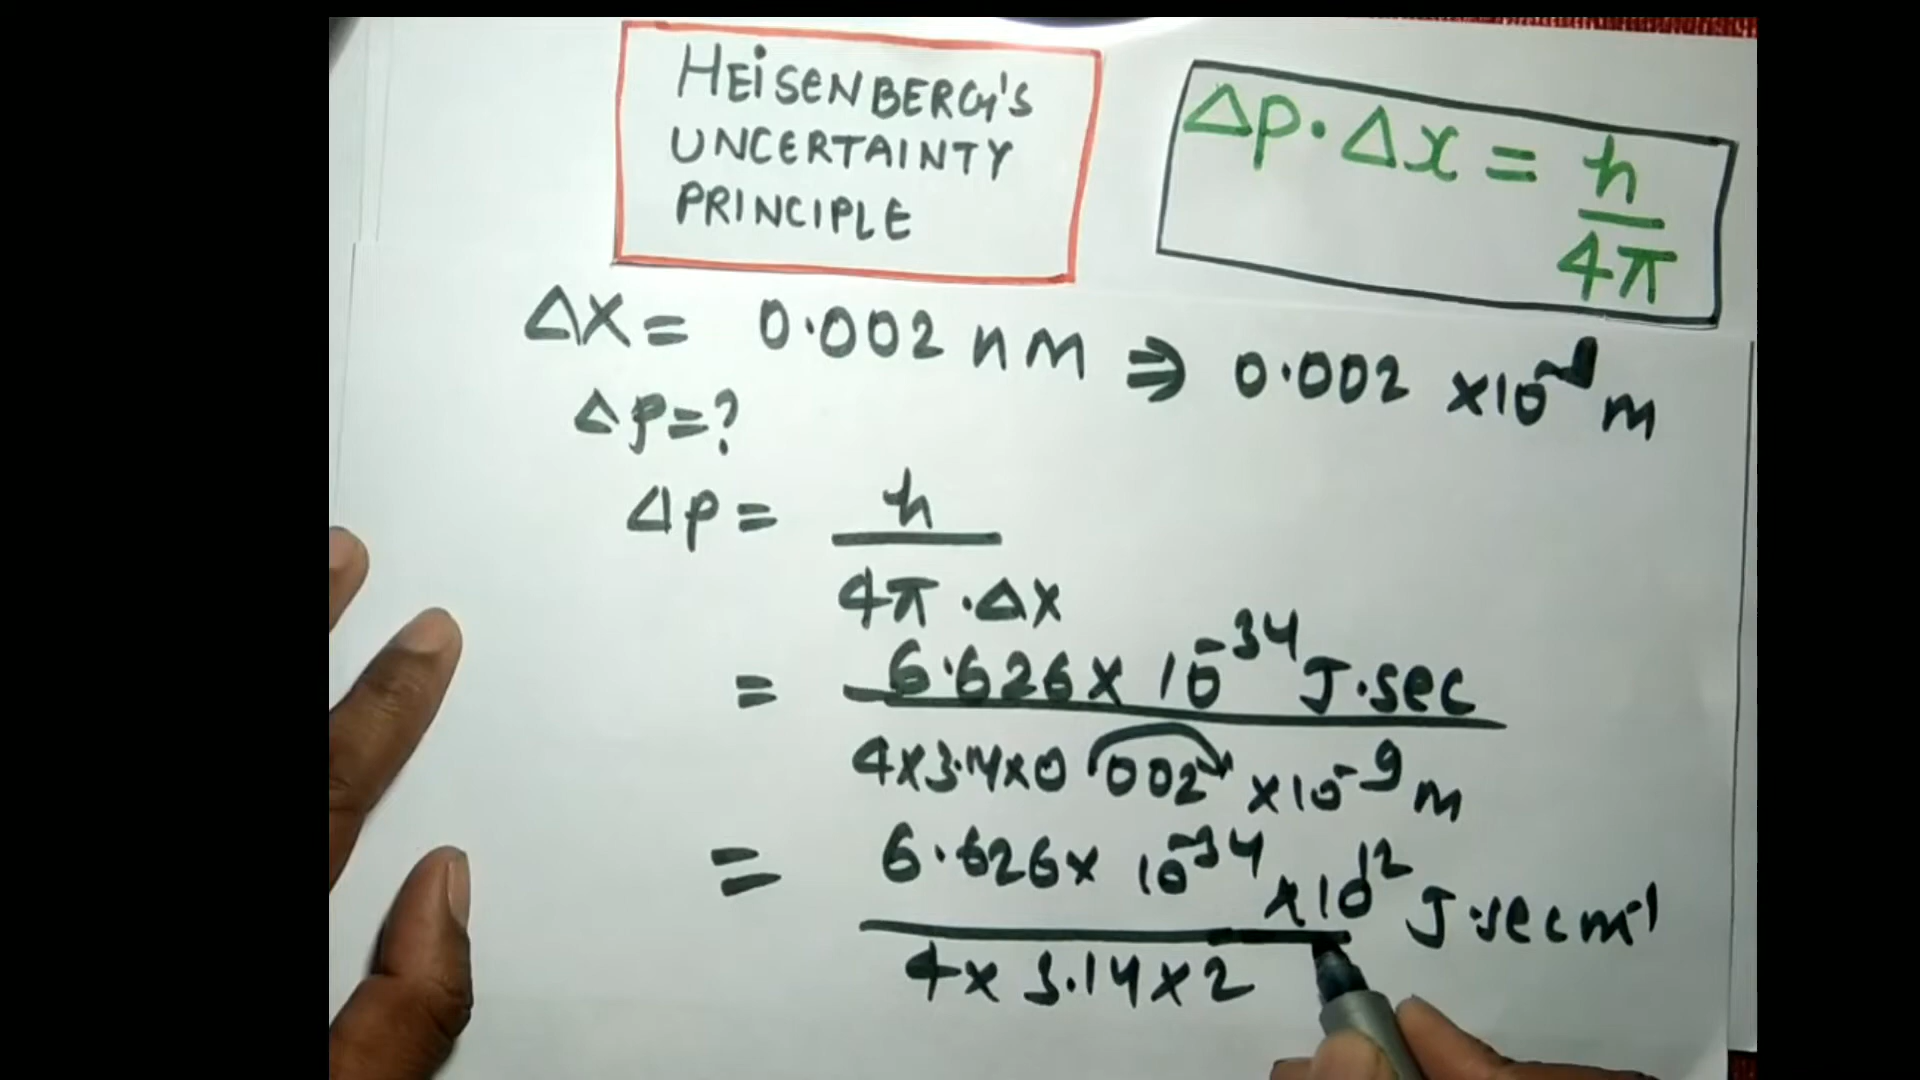 HEISENBERG'S
UNCERTAINTY
PRINCIPLE
Δp·Δx = h
4π
Δx = 0.002 nm ⇒ 0.002 ×10⁻⁹ m
Δp=?
Δp = h
4π ·Δx
= 6.626× 10⁻³⁴ J·sec
4×3.14×0 002 ×10⁻⁹ m
= 6.626× 10⁻³⁴ ×10¹² J·sec m⁻¹
4× 3.14×2